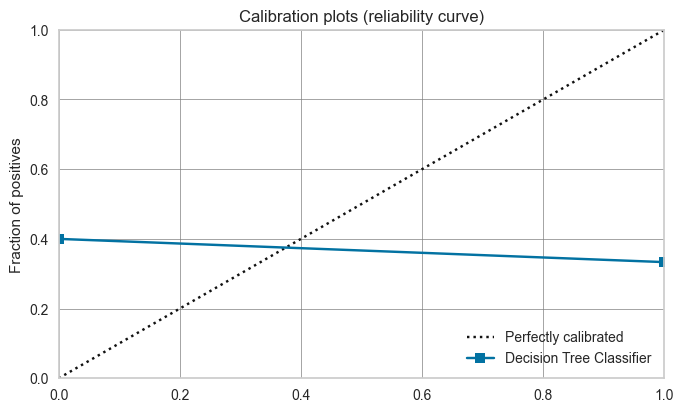 Calibration plots (reliability curve)
Fraction of positives
1.0
0.8
0.6
0.4
0.2
0.0
0.0 0.2 0.4 0.6 0.8 1.0
Perfectly calibrated
Decision Tree Classifier